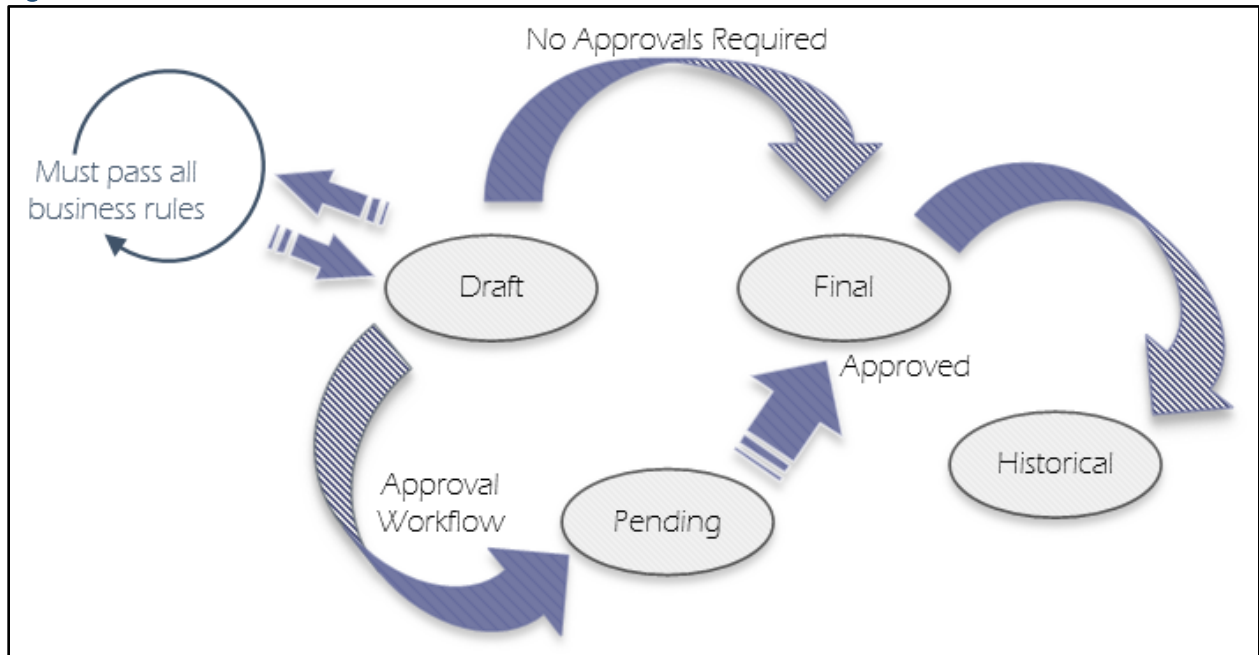 No Approvals Required
Must pass all
business rules
Draft
Final
Approved
Historical
Approval
Workflow
Pending